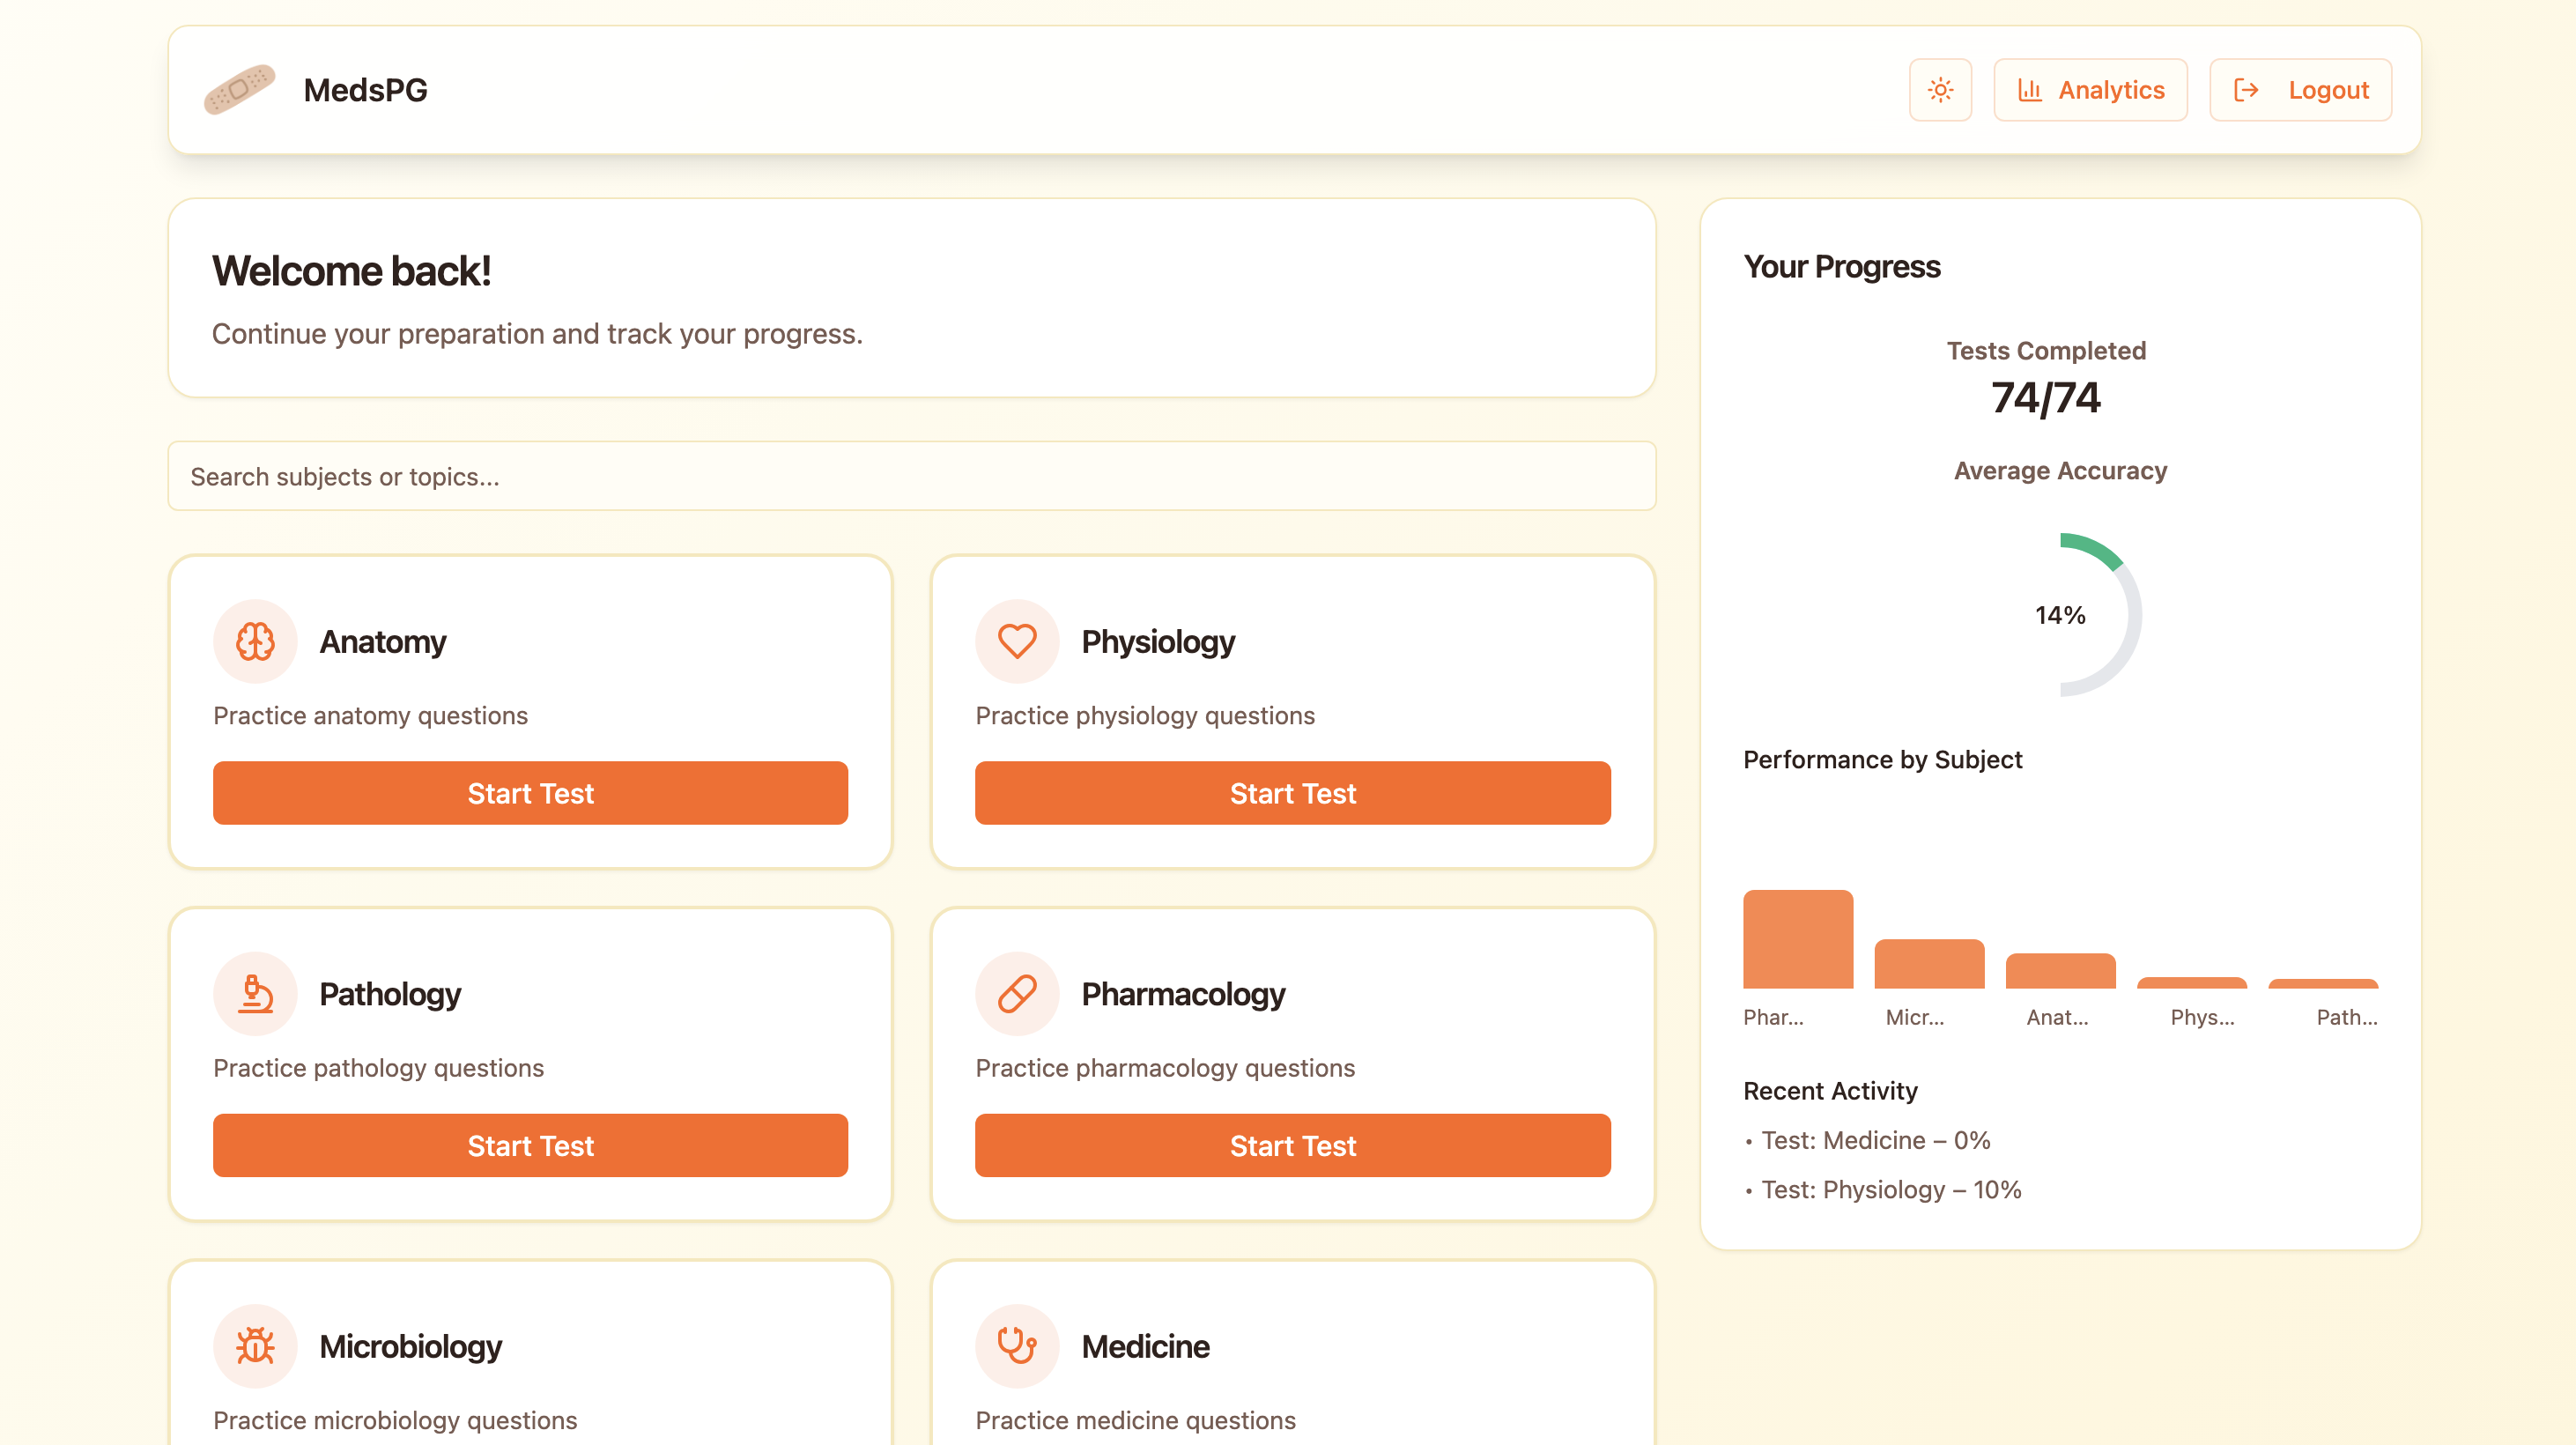 MedsPG
Analytics
Logout
Welcome back!
Continue your preparation and track your progress.
Search subjects or topics...
Anatomy
Practice anatomy questions
Start Test
Physiology
Practice physiology questions
Start Test
Pathology
Practice pathology questions
Start Test
Pharmacology
Practice pharmacology questions
Start Test
Microbiology
Practice microbiology questions
Medicine
Practice medicine questions
Your Progress
Tests Completed
74/74
Average Accuracy
14%
Performance by Subject
Phar... Micr... Anat... Phys... Path...
Recent Activity
• Test: Medicine – 0%
• Test: Physiology – 10%